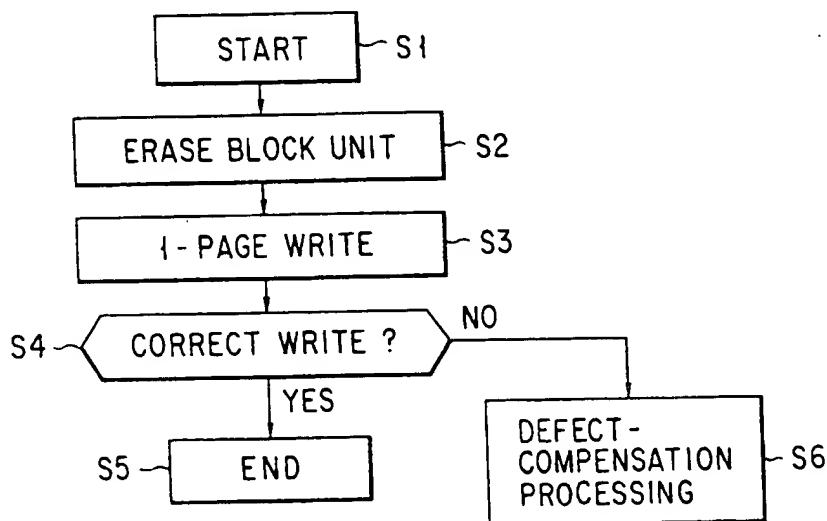 START S1
ERASE BLOCK UNIT S2
1-PAGE WRITE S3
S4 CORRECT WRITE ? NO
YES
S5 END
DEFECT-
COMPENSATION S6
PROCESSING